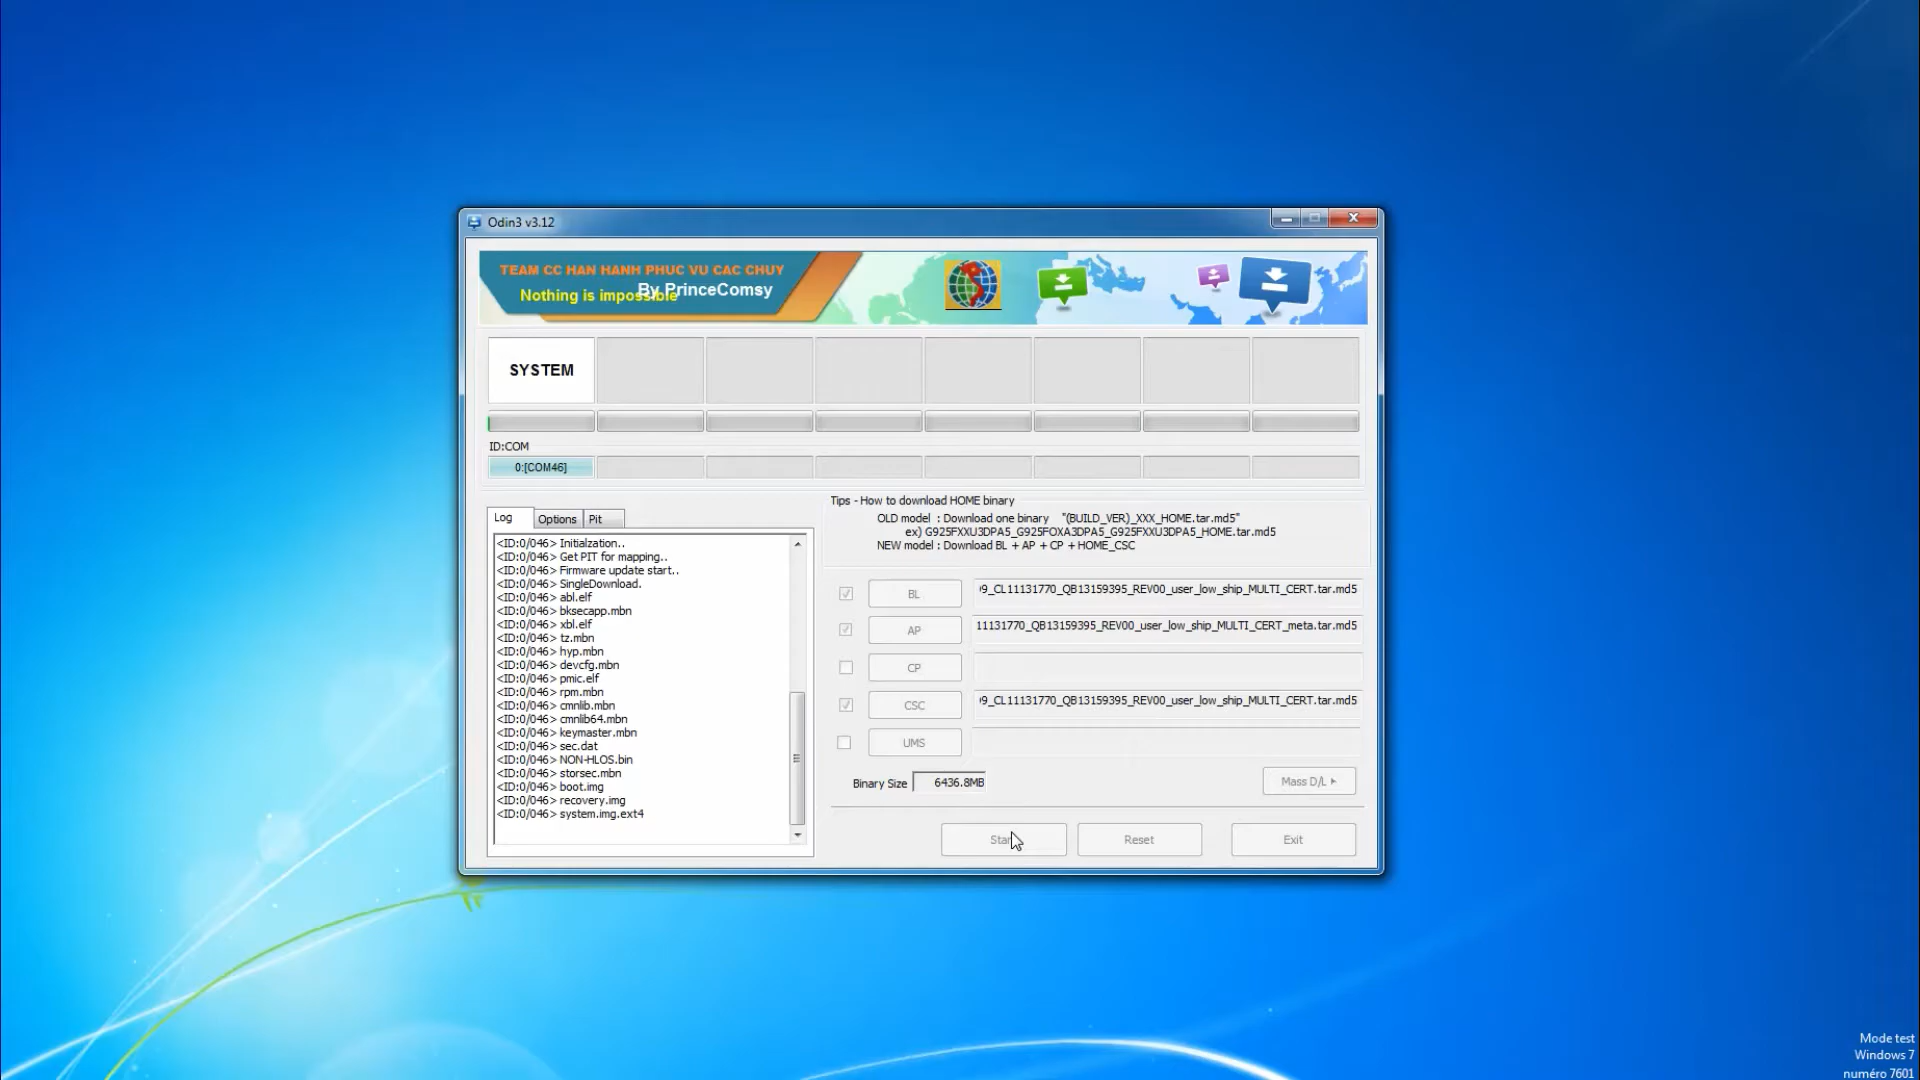 Odin3 v3.12
TEAM CC HAN HANH PHUC VU CAC CHUY
Nothing is impossible
By PrinceComsy
SYSTEM
ID:COM
0:[COM46]
Log
Options
Pit
<ID:0/046> Initialzation..
<ID:0/046> Get PIT for mapping..
<ID:0/046> Firmware update start..
<ID:0/046> SingleDownload.
<ID:0/046> abl.elf
<ID:0/046> bksecapp.mbn
<ID:0/046> xbl.elf
<ID:0/046> tz.mbn
<ID:0/046> hyp.mbn
<ID:0/046> devcfg.mbn
<ID:0/046> pmic.elf
<ID:0/046> rpm.mbn
<ID:0/046> cmnlib.mbn
<ID:0/046> cmnlib64.mbn
<ID:0/046> keymaster.mbn
<ID:0/046> sec.dat
<ID:0/046> NON-HLOS.bin
<ID:0/046> storsec.mbn
<ID:0/046> boot.img
<ID:0/046> recovery.img
<ID:0/046> system.img.ext4
Tips - How to download HOME binary
OLD model : Download one binary "(BUILD_VER)_XXX_HOME.tar.md5"
ex) G925FXXU3DPA5_G925FOXA3DPA5_G925FXXU3DPA5_HOME.tar.md5
NEW model : Download BL + AP + CP + HOME_CSC
BL
9_CL11131770_QB13159395_REV00_user_low_ship_MULTI_CERT.tar.md5
AP
11131770_QB13159395_REV00_user_low_ship_MULTI_CERT_meta.tar.md5
CP
CSC
9_CL11131770_QB13159395_REV00_user_low_ship_MULTI_CERT.tar.md5
UMS
Binary Size 6436.8MB
Mass D/L
Start
Reset
Exit
Mode test
Windows 7
numéro 7601